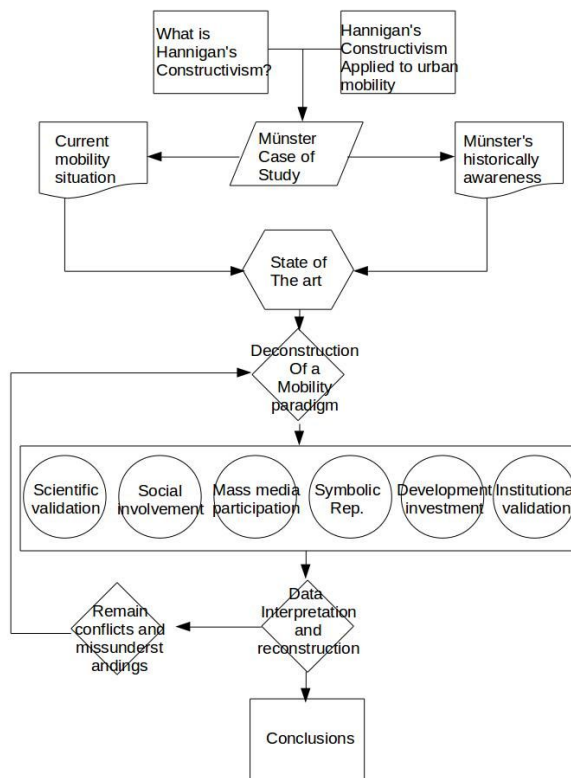 What is
Hannigan's
Constructivism?
Hannigan's
Constructivism
Applied to urban
mobility
Current
mobility
situation
Münster
Case of
Study
Münster's
historically
awareness
State of
The art
Deconstruction
Of a
Mobility
paradigm
Scientific
validation
Social
involvement
Mass media
participation
Symbolic
Rep.
Development
investment
Institutional
validation
Remain
conflicts and
missunderst
andings
Data
Interpretation
and
reconstruction
Conclusions